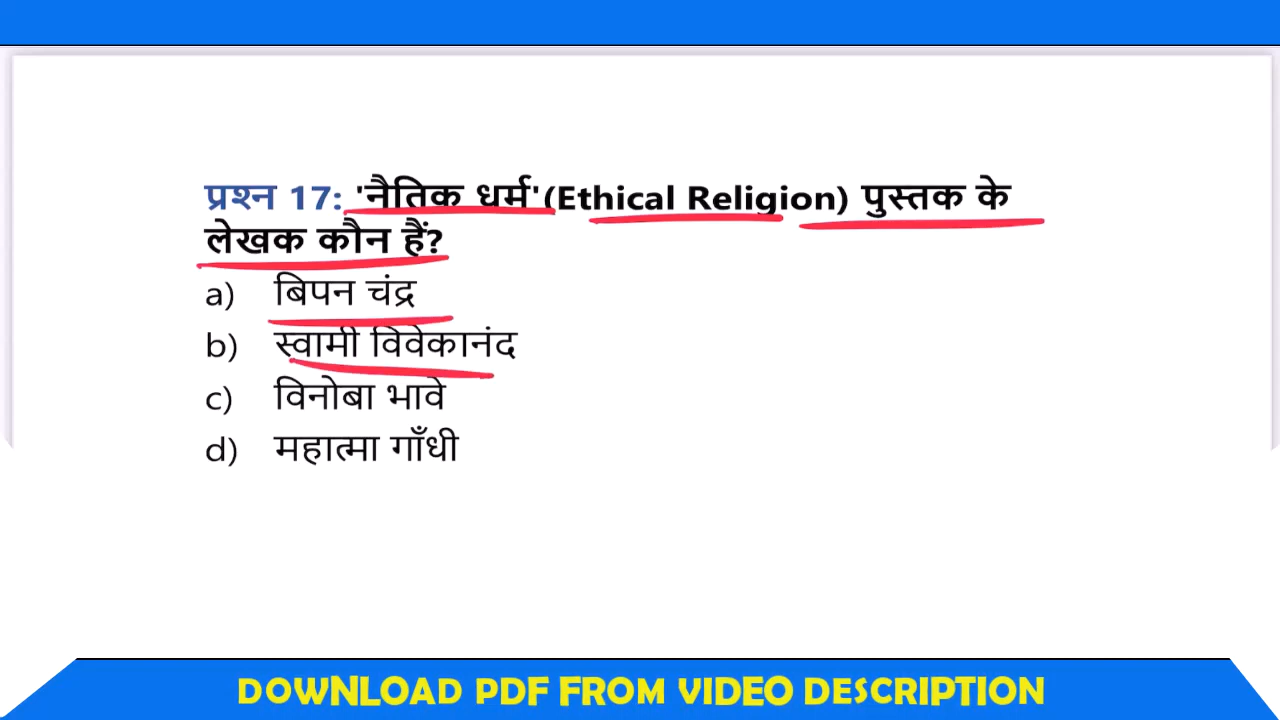 प्रश्न 17: 'नैतिक धर्म'(Ethical Religion) पुस्तक के
लेखक कौन हैं?
a) बिपन चंद्र
b) स्वामी विवेकानंद
c) विनोबा भावे
d) महात्मा गाँधी
DOWNLOAD PDF FROM VIDEO DESCRIPTION